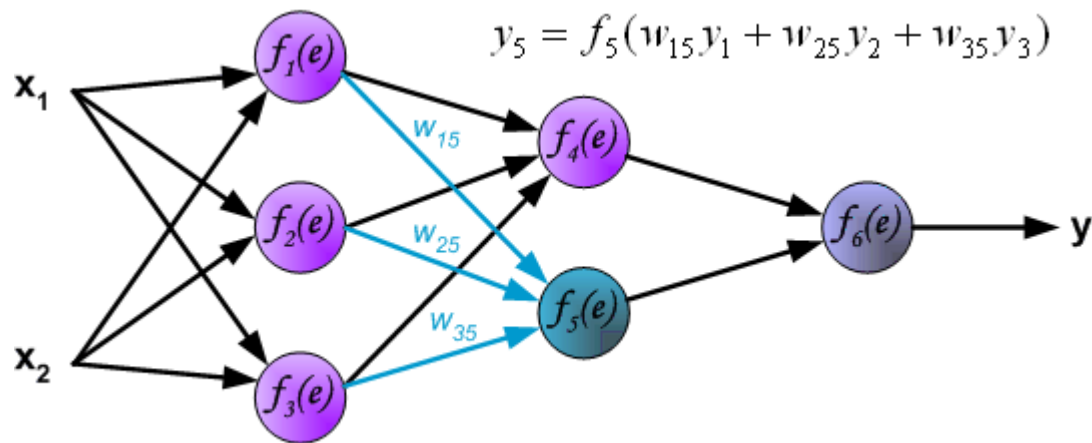 y₅ = f₅(w₁₅y₁ + w₂₅y₂ + w₃₅y₃)
f₁(e)
x₁
w₁₅
f₄(e)
f₂(e)
w₂₅
f₆(e)
y
f₅(e)
w₃₅
x₂
f₃(e)